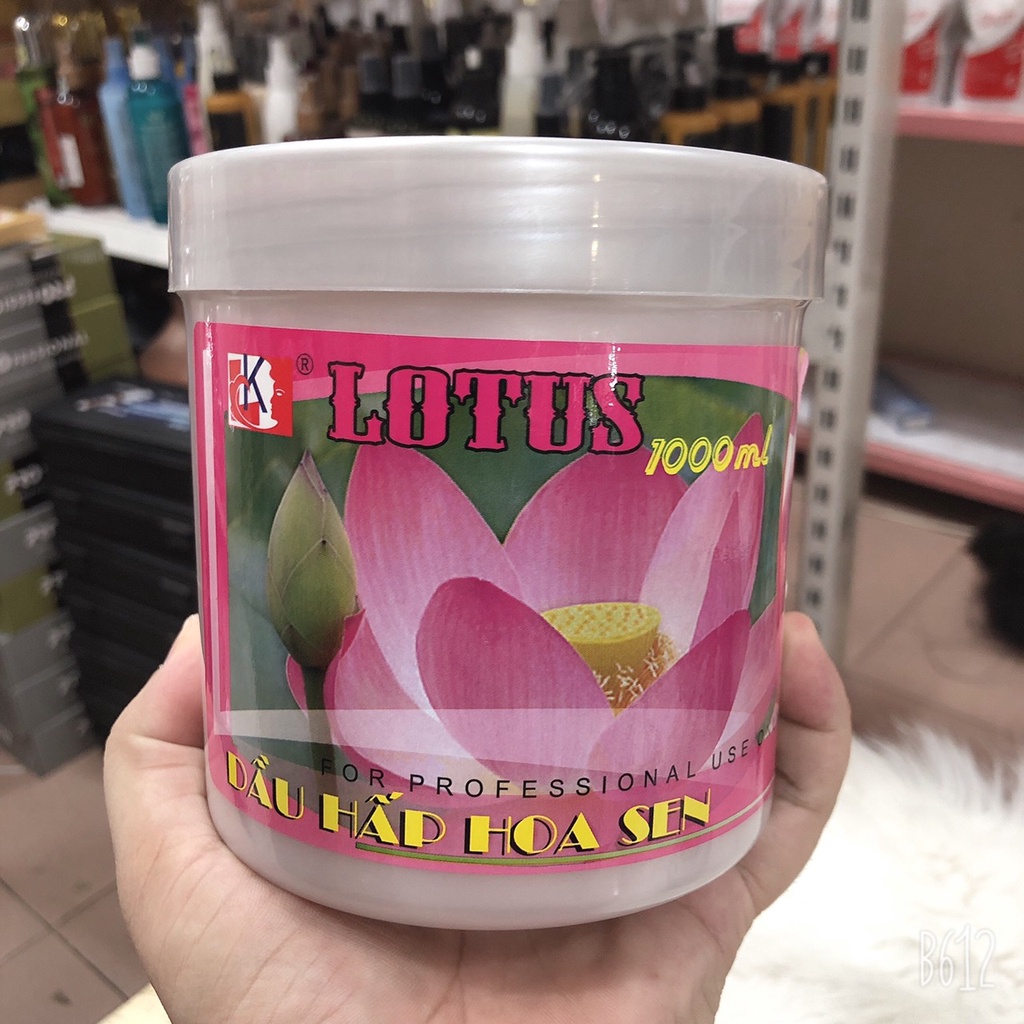 K ®
LOTUS
1000ml
FOR PROFESSIONAL USE
DẦU HẤP HOA SEN
B612